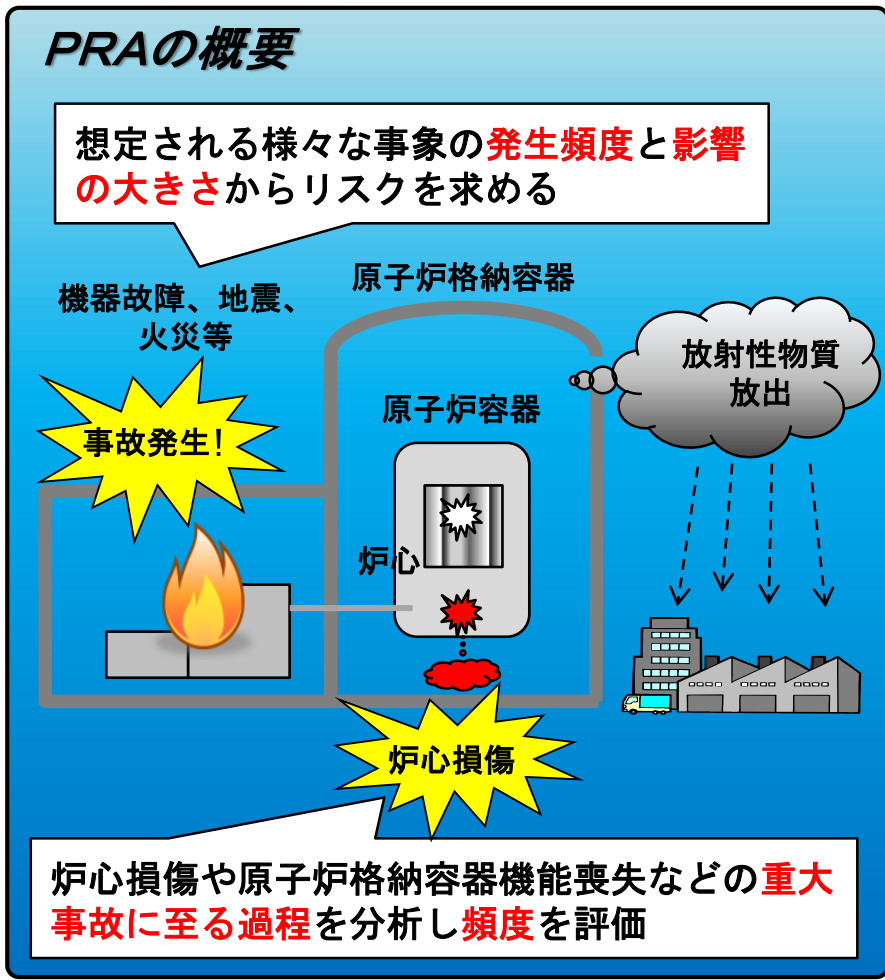 PRAの概要
想定される様々な事象の発生頻度と影響
の大きさからリスクを求める
機器故障、地震、
火災等
原子炉格納容器
放射性物質
放出
原子炉容器
事故発生!
炉心
炉心損傷
炉心損傷や原子炉格納容器機能喪失などの重大
事故に至る過程を分析し頻度を評価